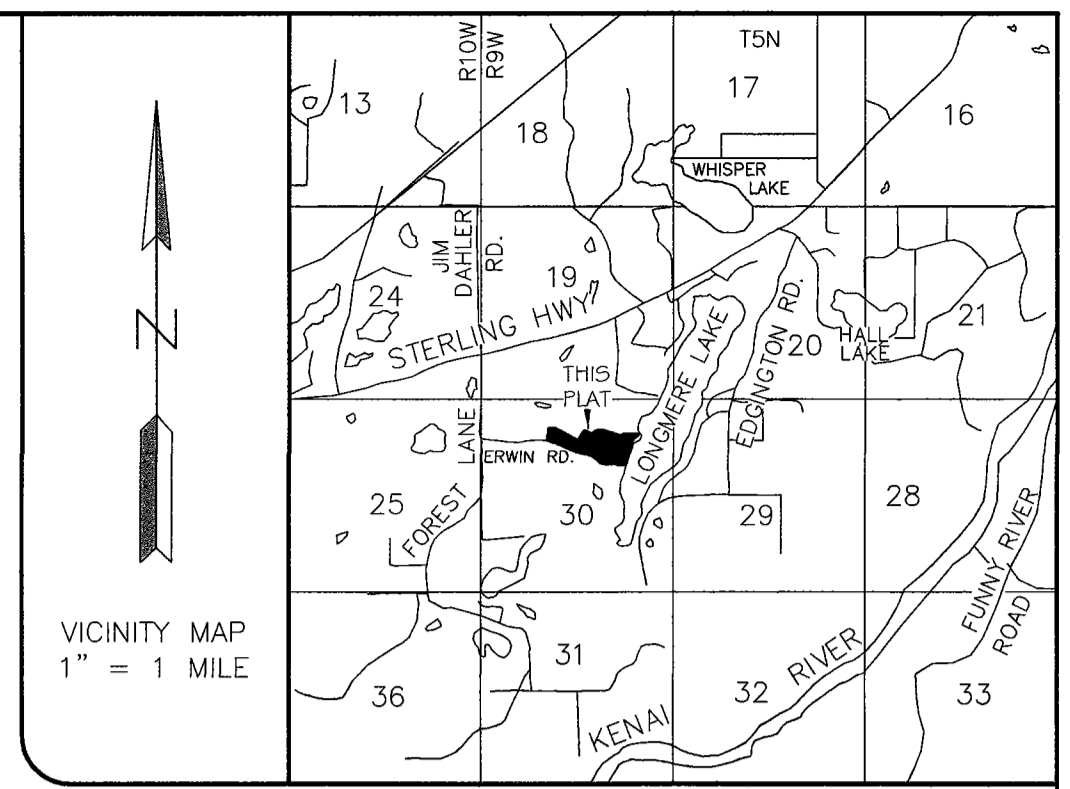 N
VICINITY MAP
1" = 1 MILE
R10W
R9W
T5N
13
18
17
16
WHISPER
LAKE
JIM
DAHLER
RD.
24
19
STERLING HWY
LONGMERE LAKE
EDGINGTON RD.
20
HALL
LAKE
21
THIS
PLAT
FOREST LANE
ERWIN RD.
25
30
29
28
FUNNY RIVER
ROAD
36
31
32
33
KENAI RIVER